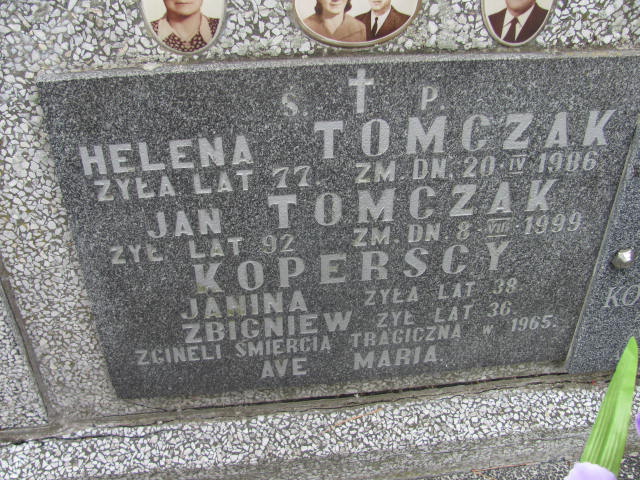 S. P.
HELENA TOMCZAK
ŻYŁA LAT 77. ZM. DN. 20·IV·1986
JAN TOMCZAK
ŻYŁ LAT 92 ZM. DN. 8·VIII·1999
KOPERSCY
JANINA ŻYŁA LAT 38
ZBIGNIEW ŻYŁ LAT 36
ZGINELI ŚMIERCIĄ TRAGICZNĄ W 1965.
AVE MARIA